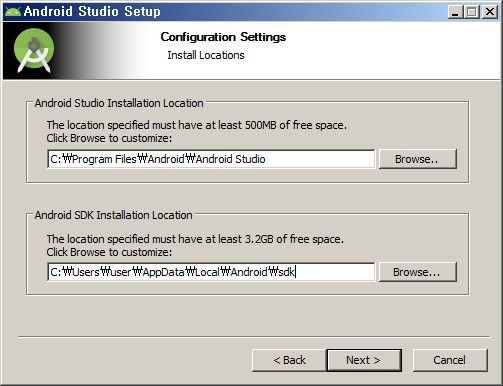 Android Studio Setup
Configuration Settings
Install Locations
Android Studio Installation Location
The location specified must have at least 500MB of free space.
Click Browse to customize:
C:₩Program Files₩Android₩Android Studio
Browse..
Android SDK Installation Location
The location specified must have at least 3.2GB of free space.
Click Browse to customize:
C:₩Users₩user₩AppData₩Local₩Android₩sdk
Browse...
< Back
Next >
Cancel